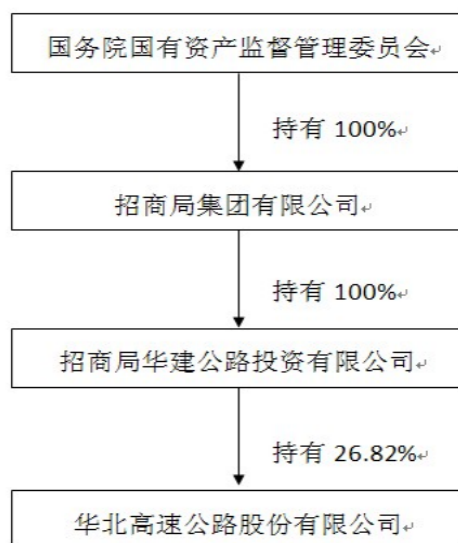 国务院国有资产监督管理委员会
持有 100%
招商局集团有限公司
持有 100%
招商局华建公路投资有限公司
持有 26.82%
华北高速公路股份有限公司